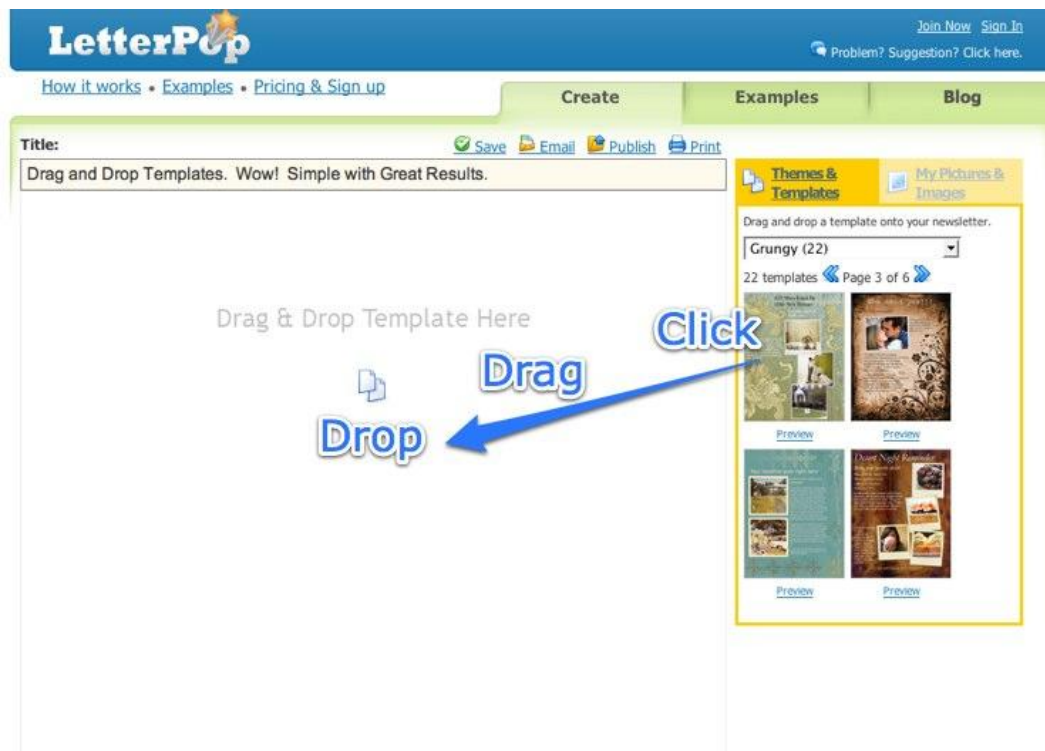 LetterPop
Join Now Sign In
Problem? Suggestion? Click here.
How it works • Examples • Pricing & Sign up
Create
Examples
Blog
Title:
Save Email Publish Print
Drag and Drop Templates. Wow! Simple with Great Results.
Themes & Templates
My Pictures & Images
Drag and drop a template onto your newsletter.
Grungy (22)
22 templates Page 3 of 6
Drag & Drop Template Here
Click
Drag
Drop
Preview
Preview
Desert Night Reminder
Preview
Preview